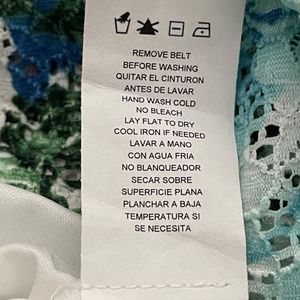 REMOVE BELT
BEFORE WASHING
QUITAR EL CINTURON
ANTES DE LAVAR
HAND WASH COLD
NO BLEACH
LAY FLAT TO DRY
COOL IRON IF NEEDED
LAVAR A MANO
CON AGUA FRIA
NO BLANQUEADOR
SECAR SOBRE
SUPERFICIE PLANA
PLANCHAR A BAJA
TEMPERATURA SI
SE NECESITA